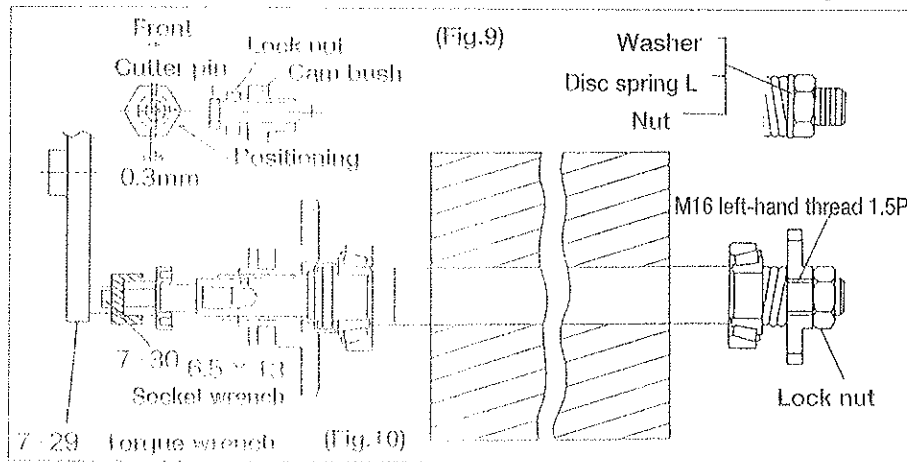 Front
Lock nut
(Fig.9)
Washer
Cutter pin
Cam bush
Disc spring L
Nut
Positioning
0.3mm
M16 left-hand thread 1.5P
7-30
6.5 × 13
Socket wrench
Lock nut
7-29
Torque wrench
(Fig.10)